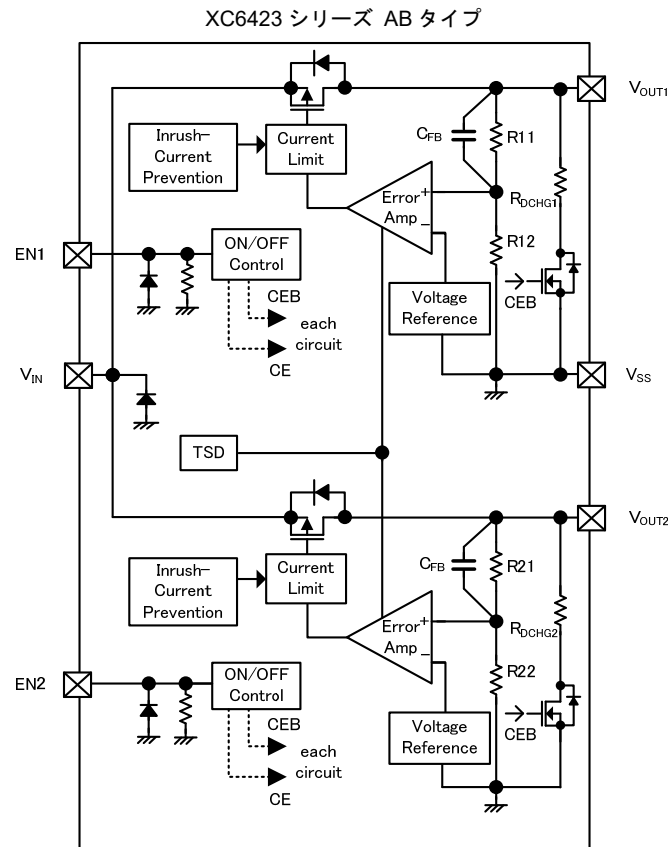 XC6423 シリーズ AB タイプ
VOUT1
CFB
R11
Inrush-
Current
Prevention
Current
Limit
Error
Amp
+
-
RDCHG1
R12
EN1
ON/OFF
Control
CEB
each
circuit
CE
Voltage
Reference
CEB
VIN
VSS
TSD
VOUT2
CFB
R21
Inrush-
Current
Prevention
Current
Limit
Error
Amp
+
-
RDCHG2
R22
EN2
ON/OFF
Control
CEB
each
circuit
CE
Voltage
Reference
CEB